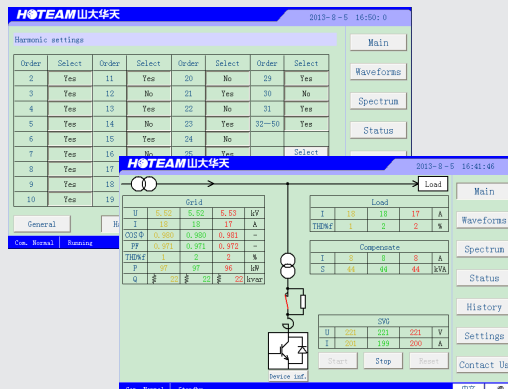 HOTEAM山大华天
2013-8-5 16:50:0
Harmonic settings
Main
Order Select Order Select Order Select Order Select
2 Yes 11 Yes 20 No 29 Yes
3 Yes 12 No 21 Yes 30 No
4 Yes 13 Yes 22 No 31 Yes
5 Yes 14 No 23 Yes 32—50 Yes
6 Yes 15 Yes 24 No
7 Yes 16 No 25 Yes Select
8 Yes 17
9 Yes 18
10 Yes 19
Waveforms
Spectrum
Status
General
Com. Normal Running
HOTEAM山大华天
2013-8-5 16:41:46
Load
Main
Grid
U 5.52 5.52 5.53 kV
I 18 18 17 A
COSΦ 0.980 0.980 0.981 -
PF 0.971 0.971 0.972 -
THD%f 1 2 2 %
P 97 97 96 kW
Q 22 22 22 kvar
Load
I 18 18 17 A
THD%f 1 2 2 %
Compensate
I 8 8 8 A
S 44 44 44 kVA
SVG
U 221 221 221 V
I 201 199 200 A
Start Stop Reset
Device inf.
Waveforms
Spectrum
Status
History
Settings
Contact Us